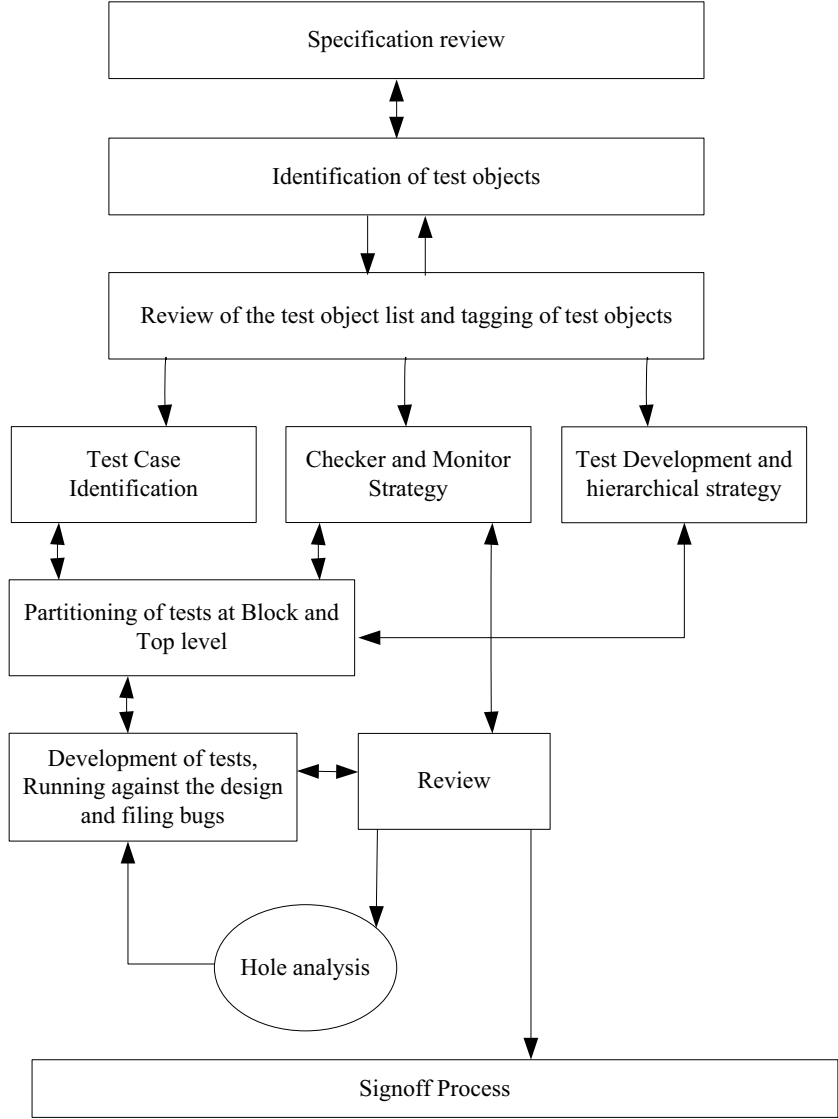 Specification review
Identification of test objects
Review of the test object list and tagging of test objects
Test Case
Identification
Checker and Monitor
Strategy
Test Development and
hierarchical strategy
Partitioning of tests at Block and
Top level
Development of tests,
Running against the design
and filing bugs
Review
Hole analysis
Signoff Process